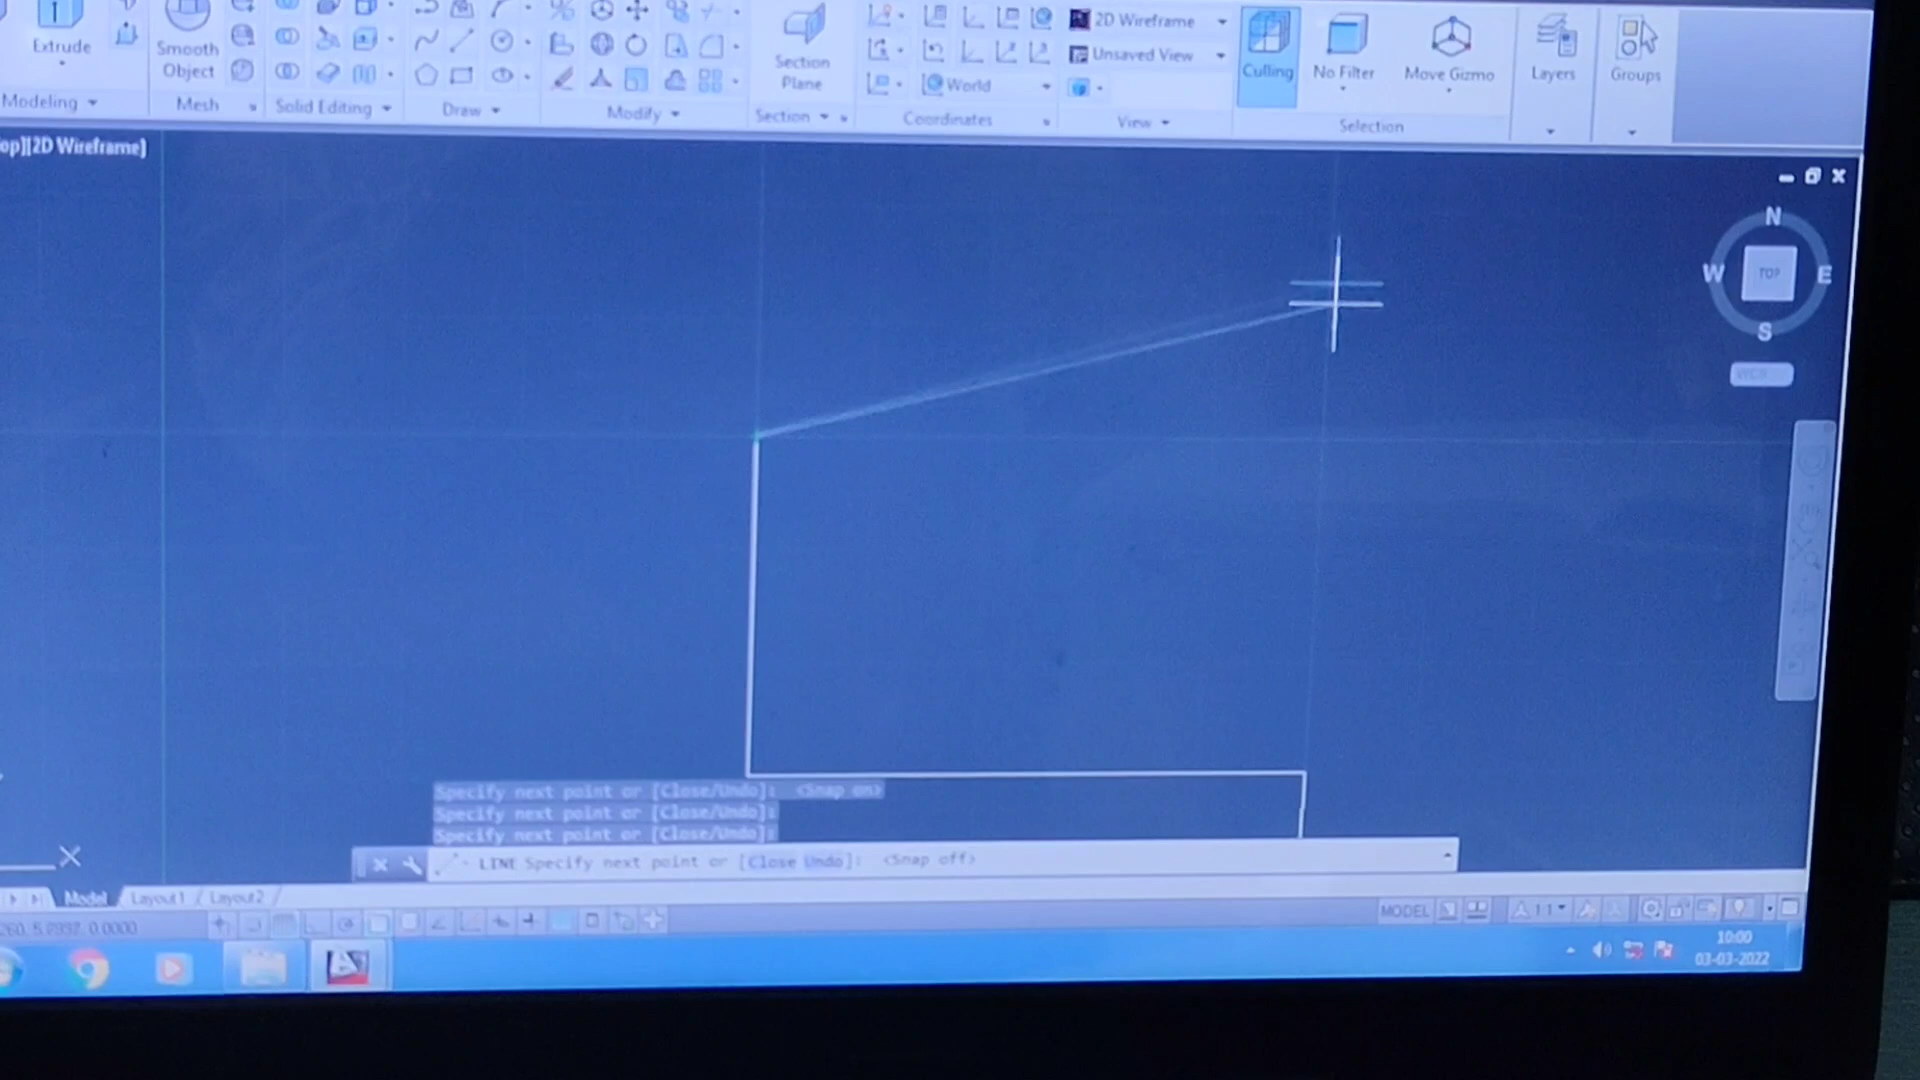 2D Wireframe
Extrude
Smooth
Object
Section
Plane
Unsaved View
World
Culling
No Filter
Move Gizmo
Layers
Groups
Modeling
Mesh
Solid Editing
Draw
Modify
Section
Coordinates
View
Selection
op][2D Wireframe]
N
W
TOP
E
S
WCS
Specify next point or [Close/Undo]: <Snap on>
Specify next point or [Close/Undo]:
Specify next point or [Close/Undo]:
LINE Specify next point or [Close Undo]: <Snap off>
Model
Layout1
Layout2
MODEL
1:1
10:00
03-03-2022